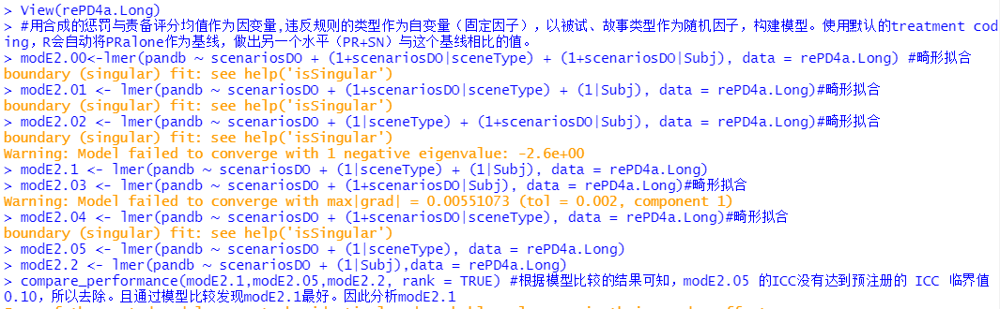 > View(rePD4a.Long)
> #用合成的惩罚与责备评分均值作为因变量,违反规则的类型作为自变量（固定因子），以被试、故事类型作为随机因子，构建模型。使用默认的treatment cod
ing，R会自动将PRalone作为基线，做出另一个水平（PR+SN）与这个基线相比的值。
> modE2.00<-lmer(pandb ~ scenariosDO + (1+scenariosDO|sceneType) + (1+scenariosDO|Subj), data = rePD4a.Long) #畸形拟合
boundary (singular) fit: see help('isSingular')
> modE2.01 <- lmer(pandb ~ scenariosDO + (1+scenariosDO|sceneType) + (1|Subj), data = rePD4a.Long)#畸形拟合
boundary (singular) fit: see help('isSingular')
> modE2.02 <- lmer(pandb ~ scenariosDO + (1|sceneType) + (1+scenariosDO|Subj), data = rePD4a.Long)#畸形拟合
boundary (singular) fit: see help('isSingular')
Warning: Model failed to converge with 1 negative eigenvalue: -2.6e+00
> modE2.1 <- lmer(pandb ~ scenariosDO + (1|sceneType) + (1|Subj), data = rePD4a.Long)
> modE2.03 <- lmer(pandb ~ scenariosDO + (1+scenariosDO|Subj), data = rePD4a.Long)#畸形拟合
Warning: Model failed to converge with max|grad| = 0.00551073 (tol = 0.002, component 1)
> modE2.04 <- lmer(pandb ~ scenariosDO + (1+scenariosDO|sceneType), data = rePD4a.Long)#畸形拟合
boundary (singular) fit: see help('isSingular')
> modE2.05 <- lmer(pandb ~ scenariosDO + (1|sceneType), data = rePD4a.Long)
> modE2.2 <- lmer(pandb ~ scenariosDO + (1|Subj),data = rePD4a.Long)
> compare_performance(modE2.1,modE2.05,modE2.2, rank = TRUE) #根据模型比较的结果可知，modE2.05 的ICC没有达到预注册的 ICC 临界值
0.10，所以去除。且通过模型比较发现modE2.1最好。因此分析modE2.1